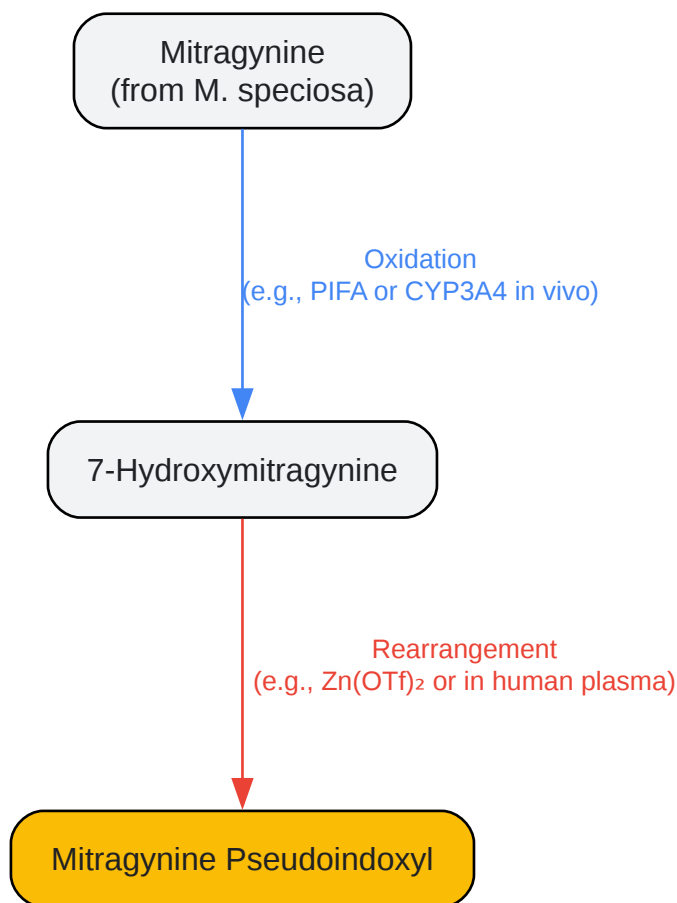 Mitragynine
(from M. speciosa)
Oxidation
(e.g., PIFA or CYP3A4 in vivo)
7-Hydroxymitragynine
Rearrangement
(e.g., Zn(OTf)₂ or in human plasma)
Mitragynine Pseudoindoxyl